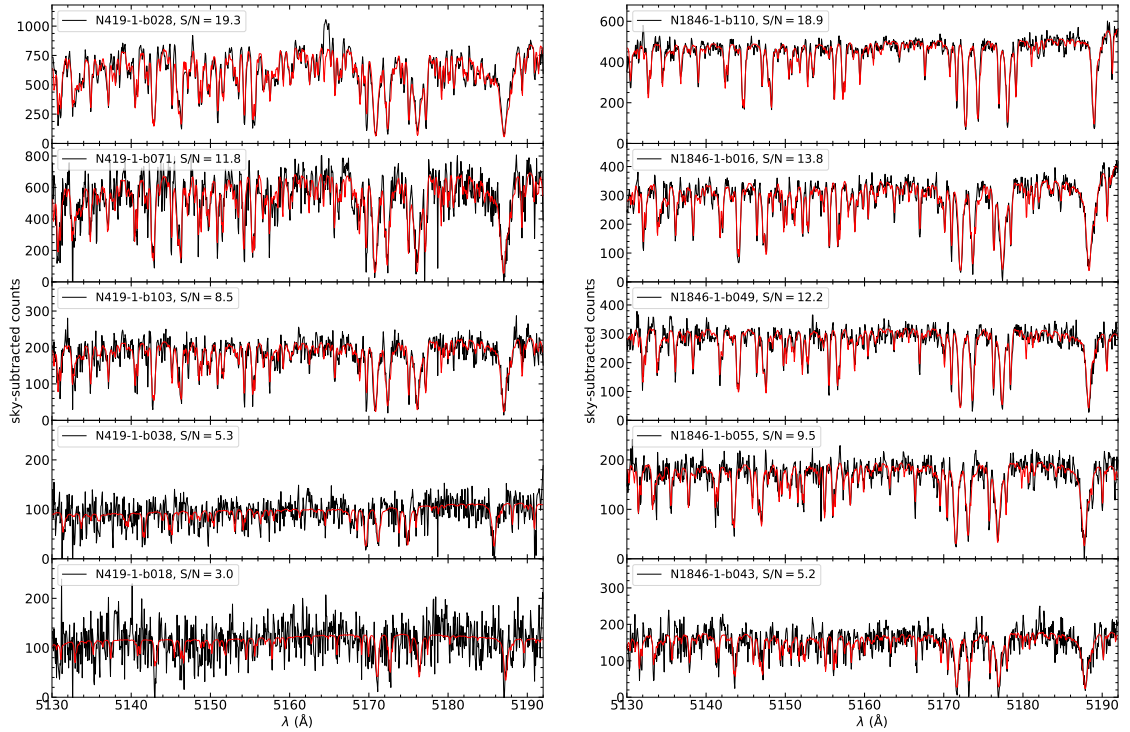 N419-1-b028, S/N = 19.3
1000
750
500
250
0
N419-1-b071, S/N = 11.8
800
600
400
200
0
N419-1-b103, S/N = 8.5
300
200
100
0
N419-1-b038, S/N = 5.3
200
100
0
N419-1-b018, S/N = 3.0
200
100
0
5130 5140 5150 5160 5170 5180 5190
λ (Å)
sky-subtracted counts
N1846-1-b110, S/N = 18.9
600
400
200
0
N1846-1-b016, S/N = 13.8
400
300
200
100
0
N1846-1-b049, S/N = 12.2
400
300
200
100
0
N1846-1-b055, S/N = 9.5
200
100
0
N1846-1-b043, S/N = 5.2
300
200
100
0
5130 5140 5150 5160 5170 5180 5190
λ (Å)
sky-subtracted counts